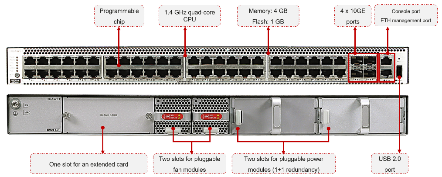 Programmable
chip
1.4 GHz quad-core
CPU
Memory: 4 GB
Flash: 1 GB
4 x 10GE
ports
Console port
ETH management port
One slot for an extended card
Two slots for pluggable
fan modules
Two slots for pluggable power
modules (1+1 redundancy)
USB 2.0
port